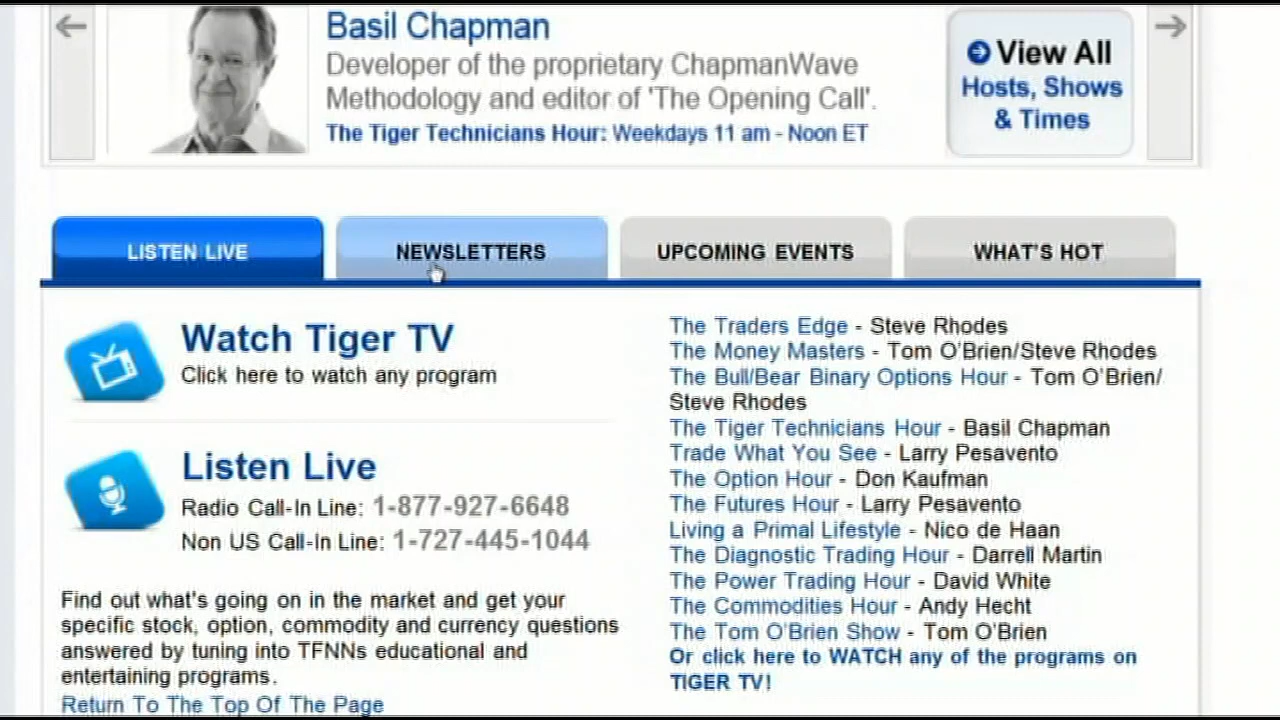 Basil Chapman
Developer of the proprietary ChapmanWave
Methodology and editor of 'The Opening Call'.
The Tiger Technicians Hour: Weekdays 11 am - Noon ET
View All
Hosts, Shows
& Times
LISTEN LIVE
NEWSLETTERS
UPCOMING EVENTS
WHAT'S HOT
Watch Tiger TV
Click here to watch any program
Listen Live
Radio Call-In Line: 1-877-927-6648
Non US Call-In Line: 1-727-445-1044
Find out what's going on in the market and get your
specific stock, option, commodity and currency questions
answered by tuning into TFNNs educational and
entertaining programs.
Return To The Top Of The Page
The Traders Edge - Steve Rhodes
The Money Masters - Tom O'Brien/Steve Rhodes
The Bull/Bear Binary Options Hour - Tom O'Brien/
Steve Rhodes
The Tiger Technicians Hour - Basil Chapman
Trade What You See - Larry Pesavento
The Option Hour - Don Kaufman
The Futures Hour - Larry Pesavento
Living a Primal Lifestyle - Nico de Haan
The Diagnostic Trading Hour - Darrell Martin
The Power Trading Hour - David White
The Commodities Hour - Andy Hecht
The Tom O'Brien Show - Tom O'Brien
Or click here to WATCH any of the programs on
TIGER TV!